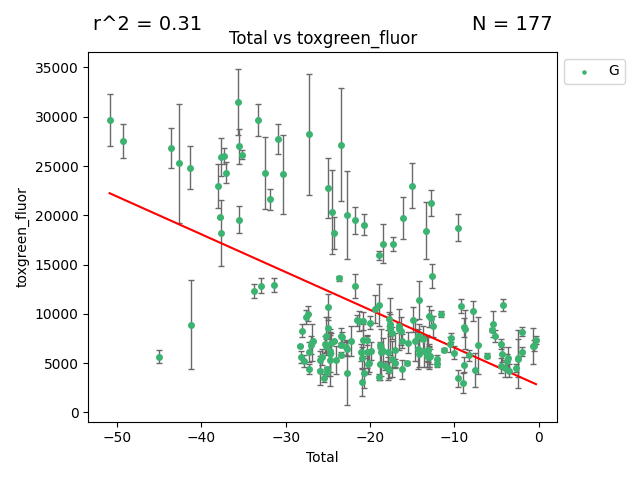 r^2 = 0.31 N = 177
Total vs toxgreen_fluor
G
35000
30000
25000
20000
15000
10000
5000
0
toxgreen_fluor
−50 −40 −30 −20 −10 0
Total